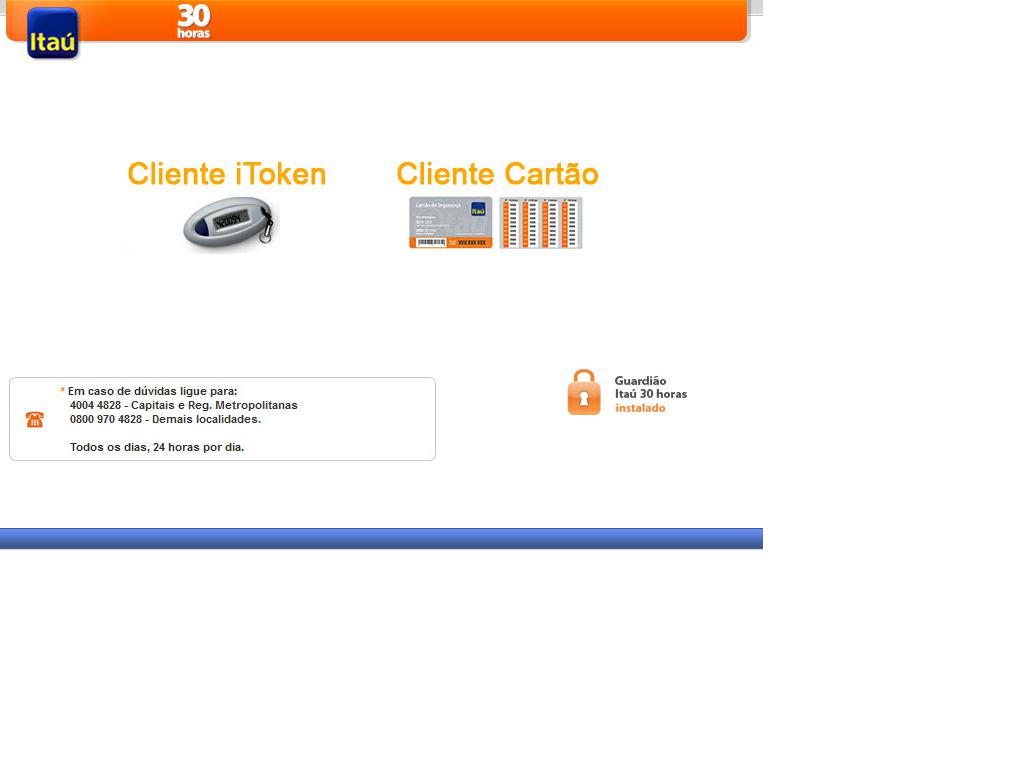 30
horas
Itaú
Cliente iToken
Cliente Cartão
Cartão de Segurança
Itaú
XXX XXX XXX
* Em caso de dúvidas ligue para:
4004 4828 - Capitais e Reg. Metropolitanas
0800 970 4828 - Demais localidades.
Todos os dias, 24 horas por dia.
Guardião
Itaú 30 horas
instalado